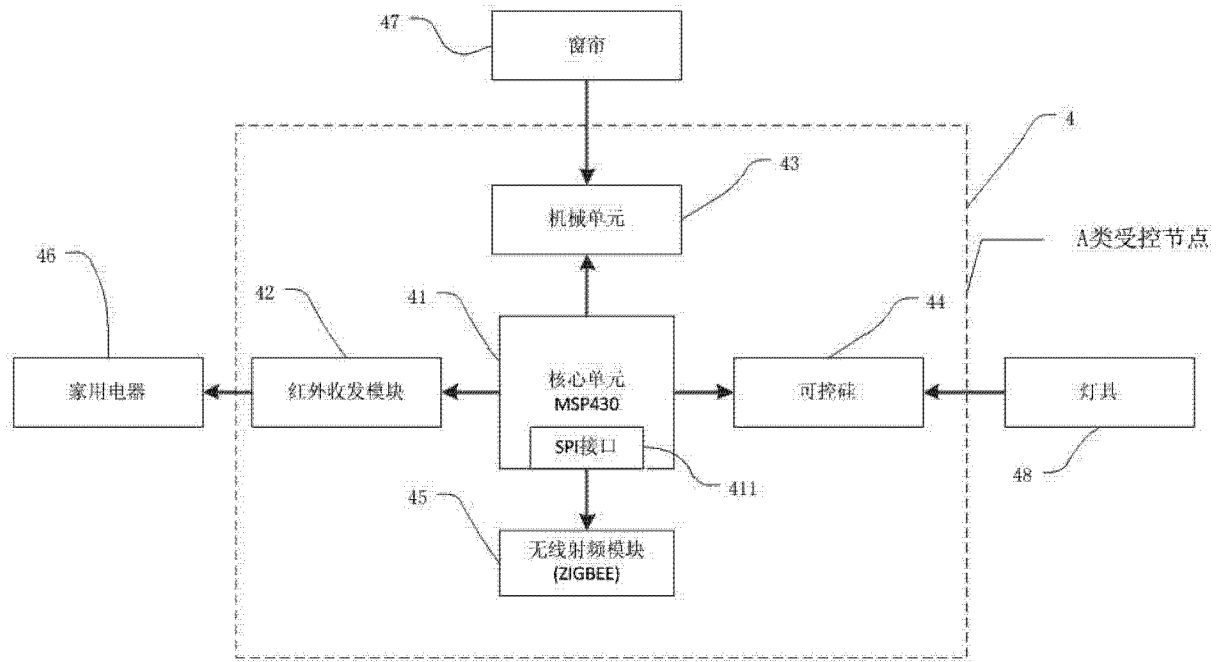 47
窗帘
4
43
机械单元
A类受控节点
46
42
41
44
家用电器
红外收发模块
核心单元
MSP430
可控硅
灯具
SPI接口
411
48
45
无线射频模块
(ZIGBEE)